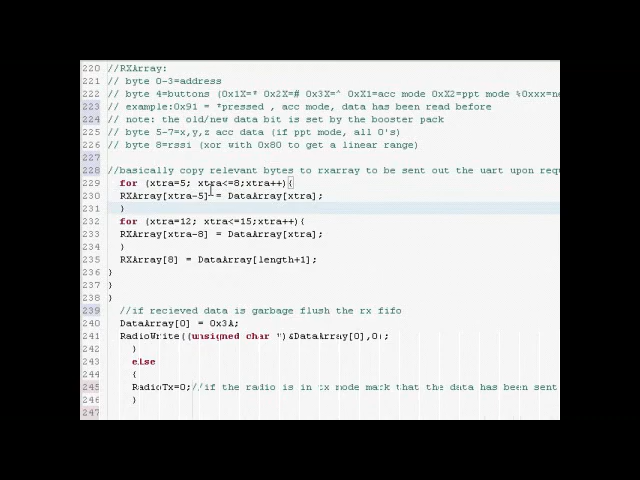 220 //RXArray:
221 // byte 0-3=address
222 // byte 4=buttons (0x1X=* 0x2X=# 0x3X=^ 0xX1=acc mode 0xX2=ppt mode %0xxx=ne
223 // example:0x91 = *pressed , acc mode, data has been read before
224 // note: the old/new data bit is set by the booster pack
225 // byte 5-7=x,y,z acc data (if ppt mode, all 0's)
226 // byte 8=rssi (xor with 0x80 to get a linear range)
227
228 //basically copy relevant bytes to rxarray to be sent out the uart upon requ
229 for (xtra=5; xtra<=8;xtra++){
230 RXArray[xtra-5] = DataArray[xtra];
231 }
232 for (xtra=12; xtra<=15;xtra++){
233 RXArray[xtra-8] = DataArray[xtra];
234 }
235 RXArray[8] = DataArray[length+1];
236 }
237 }
238 }
239 //if recieved data is garbage flush the rx fifo
240 DataArray[0] = 0x3A;
241 RadioWrite((unsigned char *)&DataArray[0],0);
242 }
243 else
244 {
245 RadioTx=0;//if the radio is in tx mode mark that the data has been sent
246 }
247